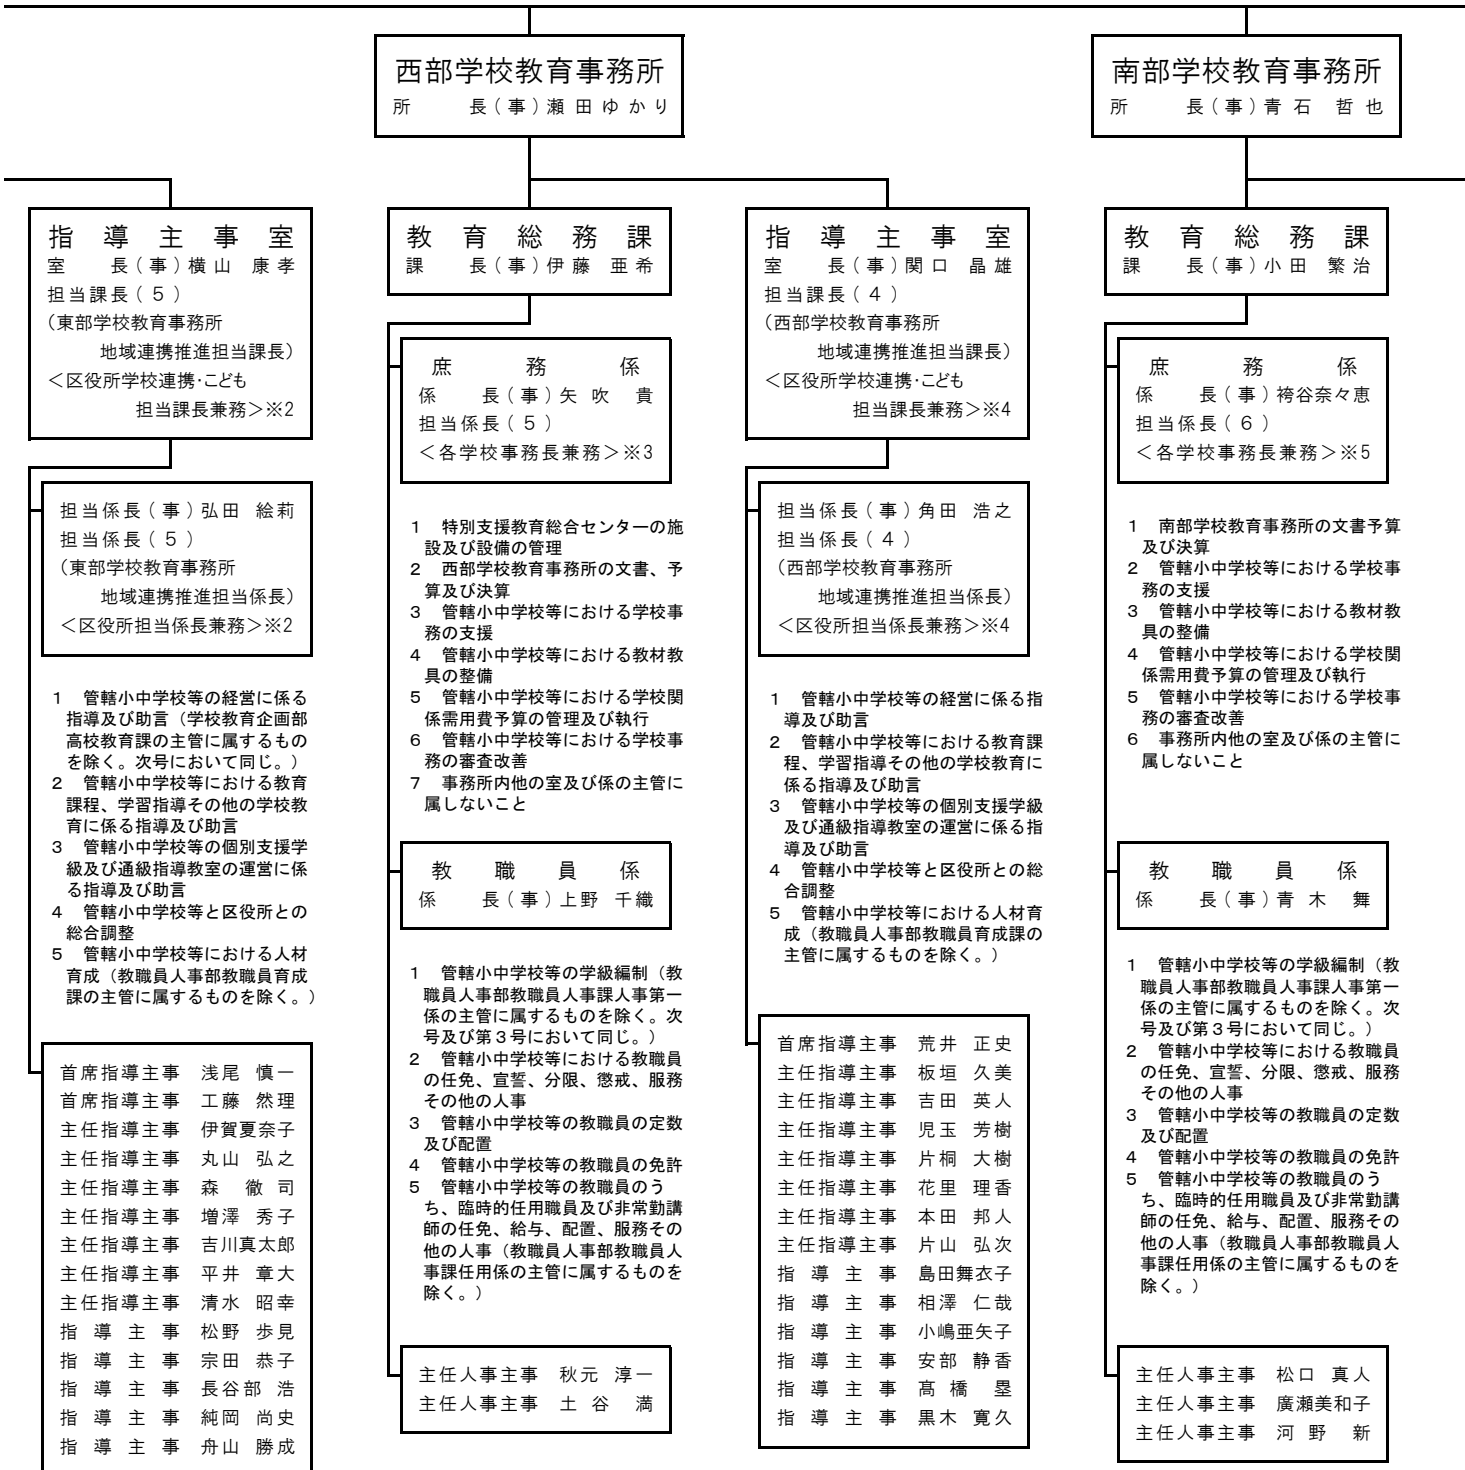 西部学校教育事務所
所　　長(事)瀬田ゆかり
南部学校教育事務所
所　　長(事)青石　哲也
指導主事室
室　　長(事)横山　康孝
担当課長(５)
(東部学校教育事務所
地域連携推進担当課長)
＜区役所学校連携・こども
担当課長兼務＞※2
担当係長(事)弘田　絵莉
担当係長(５)
(東部学校教育事務所
地域連携推進担当係長)
＜区役所担当係長兼務＞※2
１　管轄小中学校等の経営に係る
指導及び助言（学校教育企画部
高校教育課の主管に属するもの
を除く。次号において同じ。）
２　管轄小中学校等における教育
課程、学習指導その他の学校教
育に係る指導及び助言
３　管轄小中学校等の個別支援学
級及び通級指導教室の運営に係
る指導及び助言
４　管轄小中学校等と区役所との
総合調整
５　管轄小中学校等における人材
育成（教職員人事部教職員育成
課の主管に属するものを除く。）
首席指導主事　浅尾　慎一
首席指導主事　工藤　然理
主任指導主事　伊賀夏奈子
主任指導主事　丸山　弘之
主任指導主事　森　徹司
主任指導主事　増澤　秀子
主任指導主事　吉川真太郎
主任指導主事　平井　章大
主任指導主事　清水　昭幸
指導主事　松野　歩見
指導主事　宗田　恭子
指導主事　長谷部　浩
指導主事　純岡　尚史
指導主事　舟山　勝成
教育総務課
課　　長(事)伊藤　亜希
庶務係
係　　長(事)矢吹　貴
担当係長(５)
＜各学校事務長兼務＞※3
１　特別支援教育総合センターの施
設及び設備の管理
２　西部学校教育事務所の文書、予
算及び決算
３　管轄小中学校等における学校事
務の支援
４　管轄小中学校等における教材教
具の整備
５　管轄小中学校等における学校関
係需用費予算の管理及び執行
６　管轄小中学校等における学校事
務の審査改善
７　事務所内他の室及び係の主管に
属しないこと
教職員係
係　　長(事)上野　千織
１　管轄小中学校等の学級編制（教
職員人事部教職員人事課人事第一
係の主管に属するものを除く。次
号及び第３号において同じ。）
２　管轄小中学校等における教職員
の任免、宣誓、分限、懲戒、服務
その他の人事
３　管轄小中学校等の教職員の定数
及び配置
４　管轄小中学校等の教職員の免許
５　管轄小中学校等の教職員のう
ち、臨時的任用職員及び非常勤講
師の任免、給与、配置、服務その
他の人事（教職員人事部教職員人
事課任用係の主管に属するものを
除く。）
主任人事主事　秋元　淳一
主任人事主事　土谷　満
指導主事室
室　　長(事)関口　晶雄
担当課長(４)
(西部学校教育事務所
地域連携推進担当課長)
＜区役所学校連携・こども
担当課長兼務＞※4
担当係長(事)角田　浩之
担当係長(４)
(西部学校教育事務所
地域連携推進担当係長)
＜区役所担当係長兼務＞※4
１　管轄小中学校等の経営に係る指
導及び助言
２　管轄小中学校等における教育課
程、学習指導その他の学校教育に
係る指導及び助言
３　管轄小中学校等の個別支援学級
及び通級指導教室の運営に係る指
導及び助言
４　管轄小中学校等と区役所との総
合調整
５　管轄小中学校等における人材育
成（教職員人事部教職員育成課の
主管に属するものを除く。）
首席指導主事　荒井　正史
主任指導主事　板垣　久美
主任指導主事　吉田　英人
主任指導主事　児玉　芳樹
主任指導主事　片桐　大樹
主任指導主事　花里　理香
主任指導主事　本田　邦人
主任指導主事　片山　弘次
指導主事　島田舞衣子
指導主事　相澤　仁哉
指導主事　小嶋亜矢子
指導主事　安部　静香
指導主事　髙橋　塁
指導主事　黒木　寛久
教育総務課
課　　長(事)小田　繁治
庶務係
係　　長(事)袴谷奈々恵
担当係長(６)
＜各学校事務長兼務＞※5
１　南部学校教育事務所の文書予算
及び決算
２　管轄小中学校等における学校事
務の支援
３　管轄小中学校等における教材教
具の整備
４　管轄小中学校等における学校関
係需用費予算の管理及び執行
５　管轄小中学校等における学校事
務の審査改善
６　事務所内他の室及び係の主管に
属しないこと
教職員係
係　　長(事)青木　舞
１　管轄小中学校等の学級編制（教
職員人事部教職員人事課人事第一
係の主管に属するものを除く。次
号及び第３号において同じ。）
２　管轄小中学校等における教職員
の任免、宣誓、分限、懲戒、服務
その他の人事
３　管轄小中学校等の教職員の定数
及び配置
４　管轄小中学校等の教職員の免許
５　管轄小中学校等の教職員のう
ち、臨時的任用職員及び非常勤講
師の任免、給与、配置、服務その
他の人事（教職員人事部教職員人
事課任用係の主管に属するものを
除く。）
主任人事主事　松口　真人
主任人事主事　廣瀬美和子
主任人事主事　河野　新